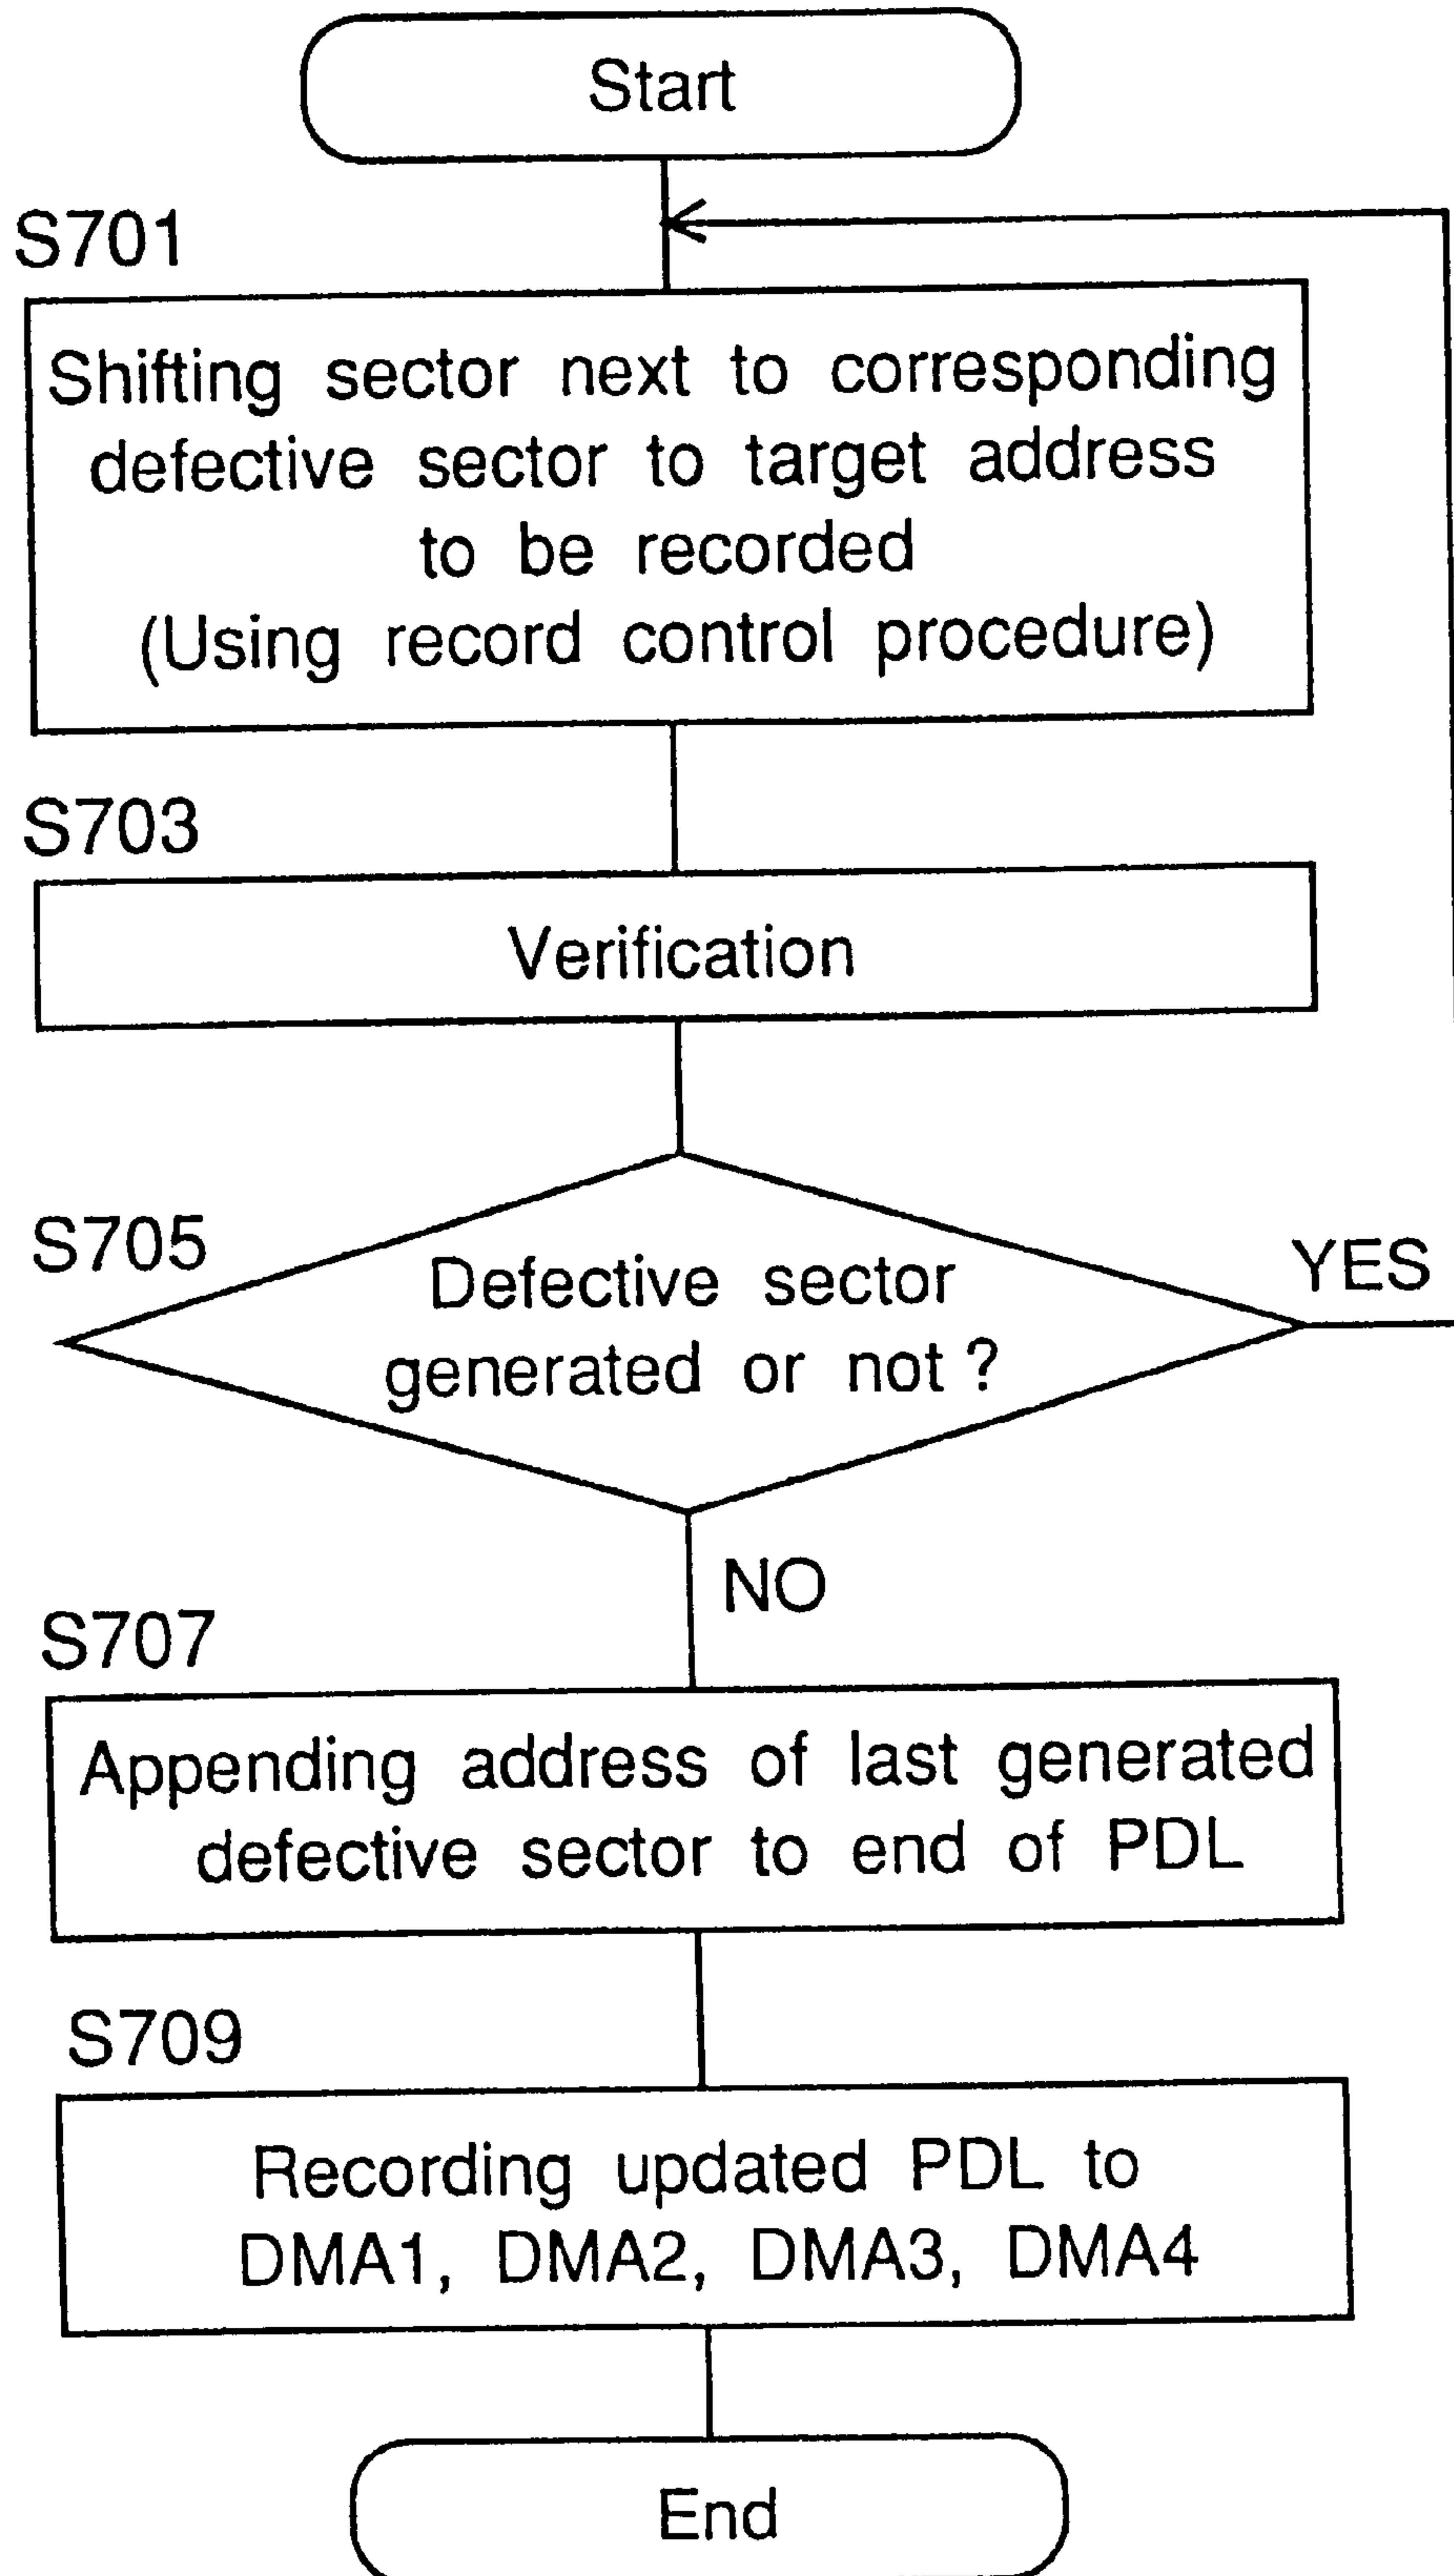 Start
S701
Shifting sector next to corresponding
defective sector to target address
to be recorded
(Using record control procedure)
S703
Verification
S705
Defective sector
generated or not ?
YES
NO
S707
Appending address of last generated
defective sector to end of PDL
S709
Recording updated PDL to
DMA1, DMA2, DMA3, DMA4
End